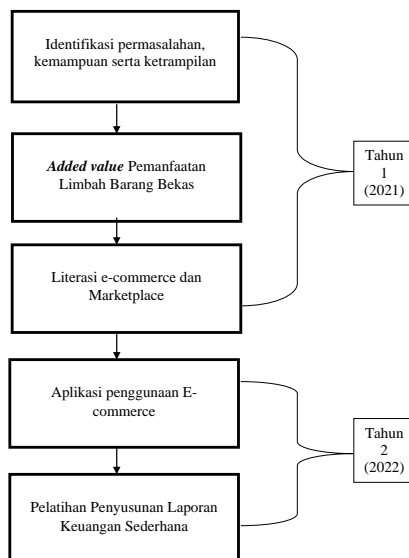 Identifikasi permasalahan,
kemampuan serta ketrampilan
Added value Pemanfaatan
Limbah Barang Bekas
Literasi e-commerce dan
Marketplace
Tahun
1
(2021)
Aplikasi penggunaan E-
commerce
Pelatihan Penyusunan Laporan
Keuangan Sederhana
Tahun
2
(2022)